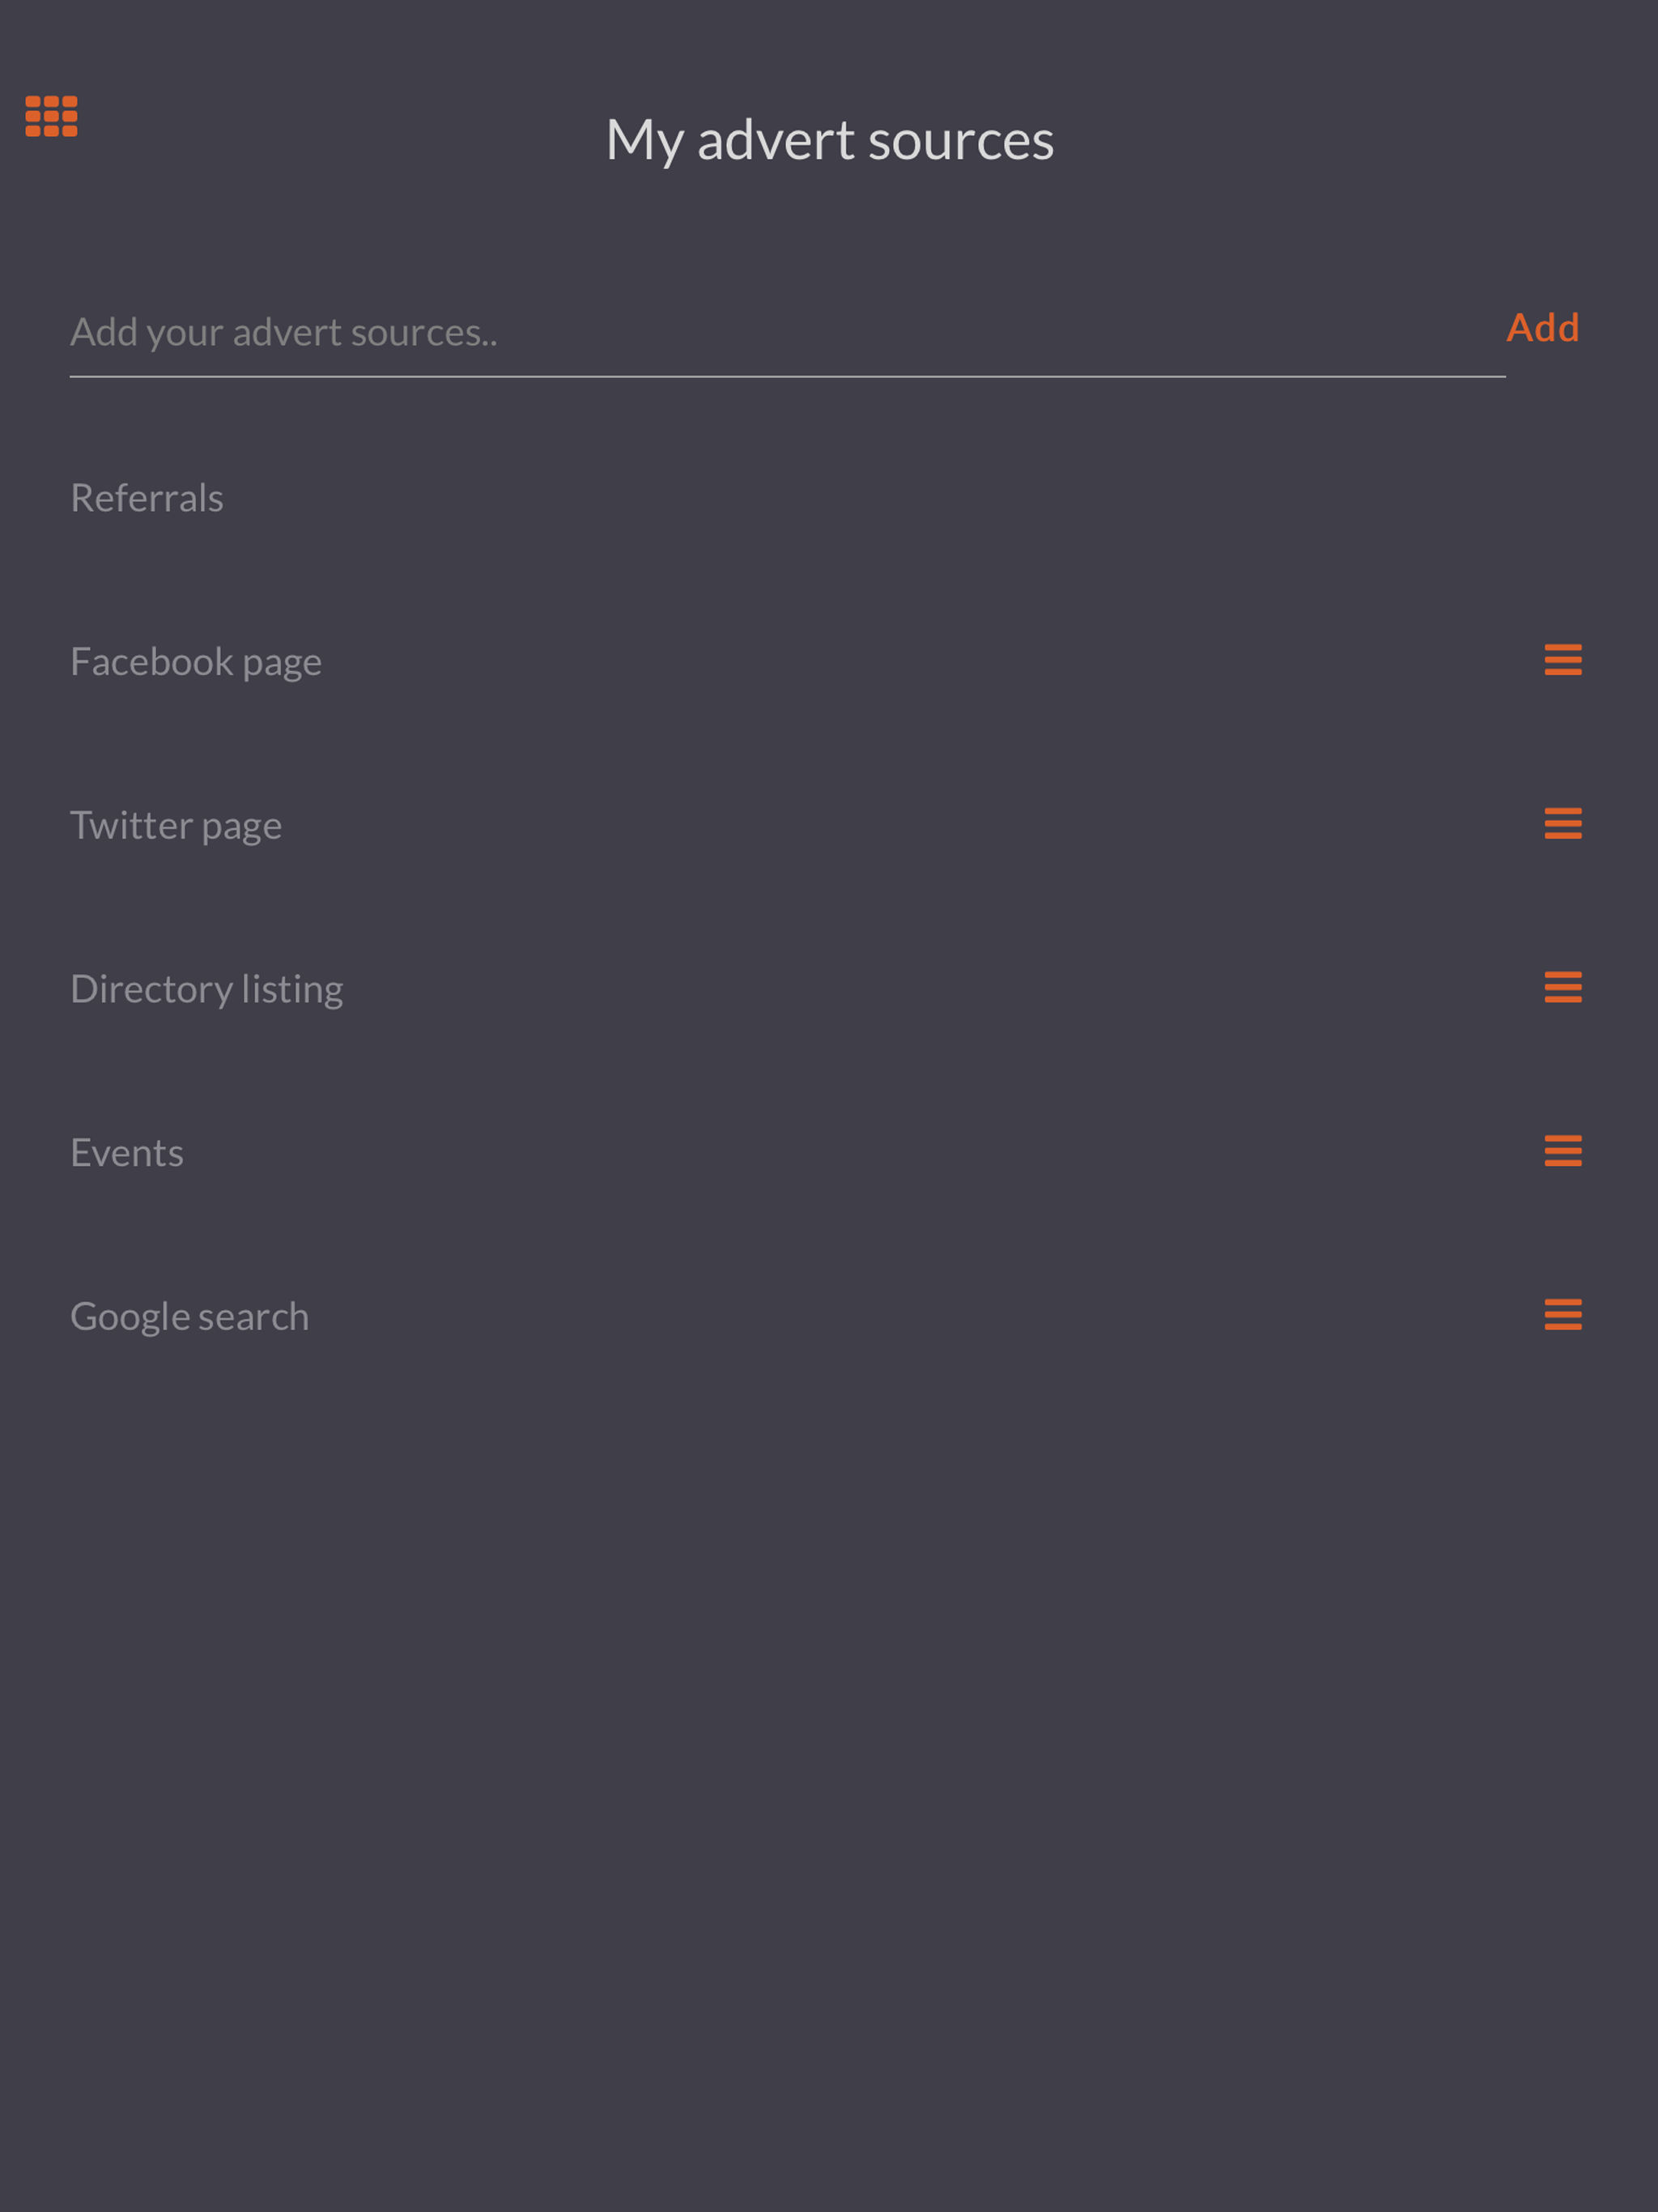 My advert sources
Add your advert sources..
Add
Referrals
Facebook page
Twitter page
Directory listing
Events
Google search